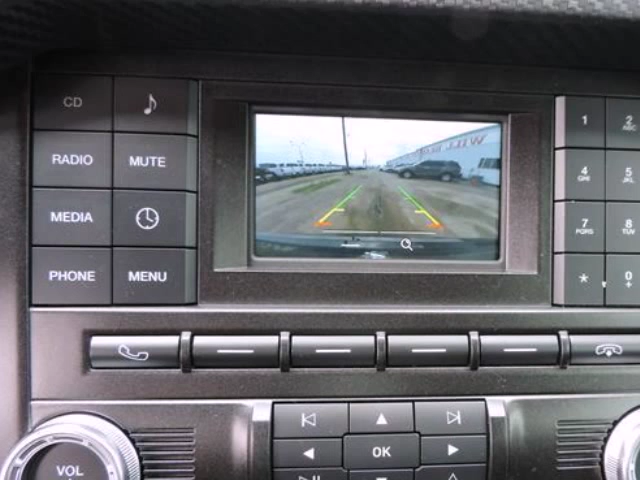 CD
RADIO MUTE
MEDIA
PHONE MENU
WILL
1 2 ABC
4 GHI 5 JKL
7 PQRS 8 TUV
* 0 +
OK
VOL